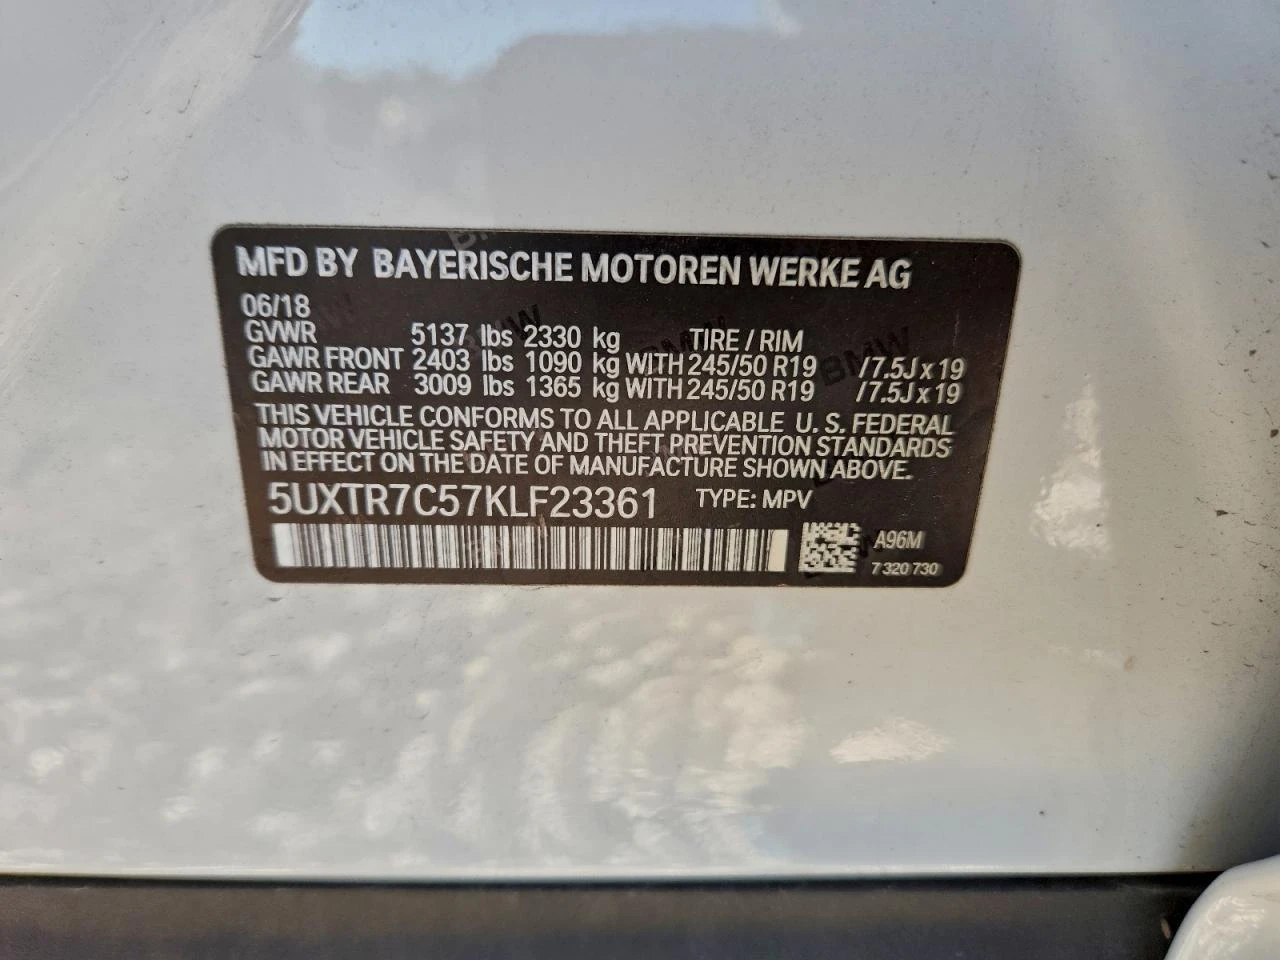 MFD BY BAYERISCHE MOTOREN WERKE AG
06/18
GVWR 5137 lbs 2330 kg TIRE / RIM
GAWR FRONT 2403 lbs 1090 kg WITH 245/50 R19 /7.5J x 19
GAWR REAR 3009 lbs 1365 kg WITH 245/50 R19 /7.5J x 19
THIS VEHICLE CONFORMS TO ALL APPLICABLE U. S. FEDERAL
MOTOR VEHICLE SAFETY AND THEFT PREVENTION STANDARDS
IN EFFECT ON THE DATE OF MANUFACTURE SHOWN ABOVE.
5UXTR7C57KLF23361 TYPE: MPV
A96M
7 320 730